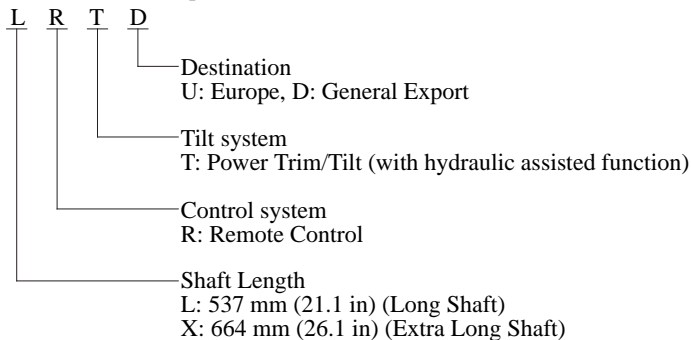 L R T D
Destination
U: Europe, D: General Export
Tilt system
T: Power Trim/Tilt (with hydraulic assisted function)
Control system
R: Remote Control
Shaft Length
L: 537 mm (21.1 in) (Long Shaft)
X: 664 mm (26.1 in) (Extra Long Shaft)